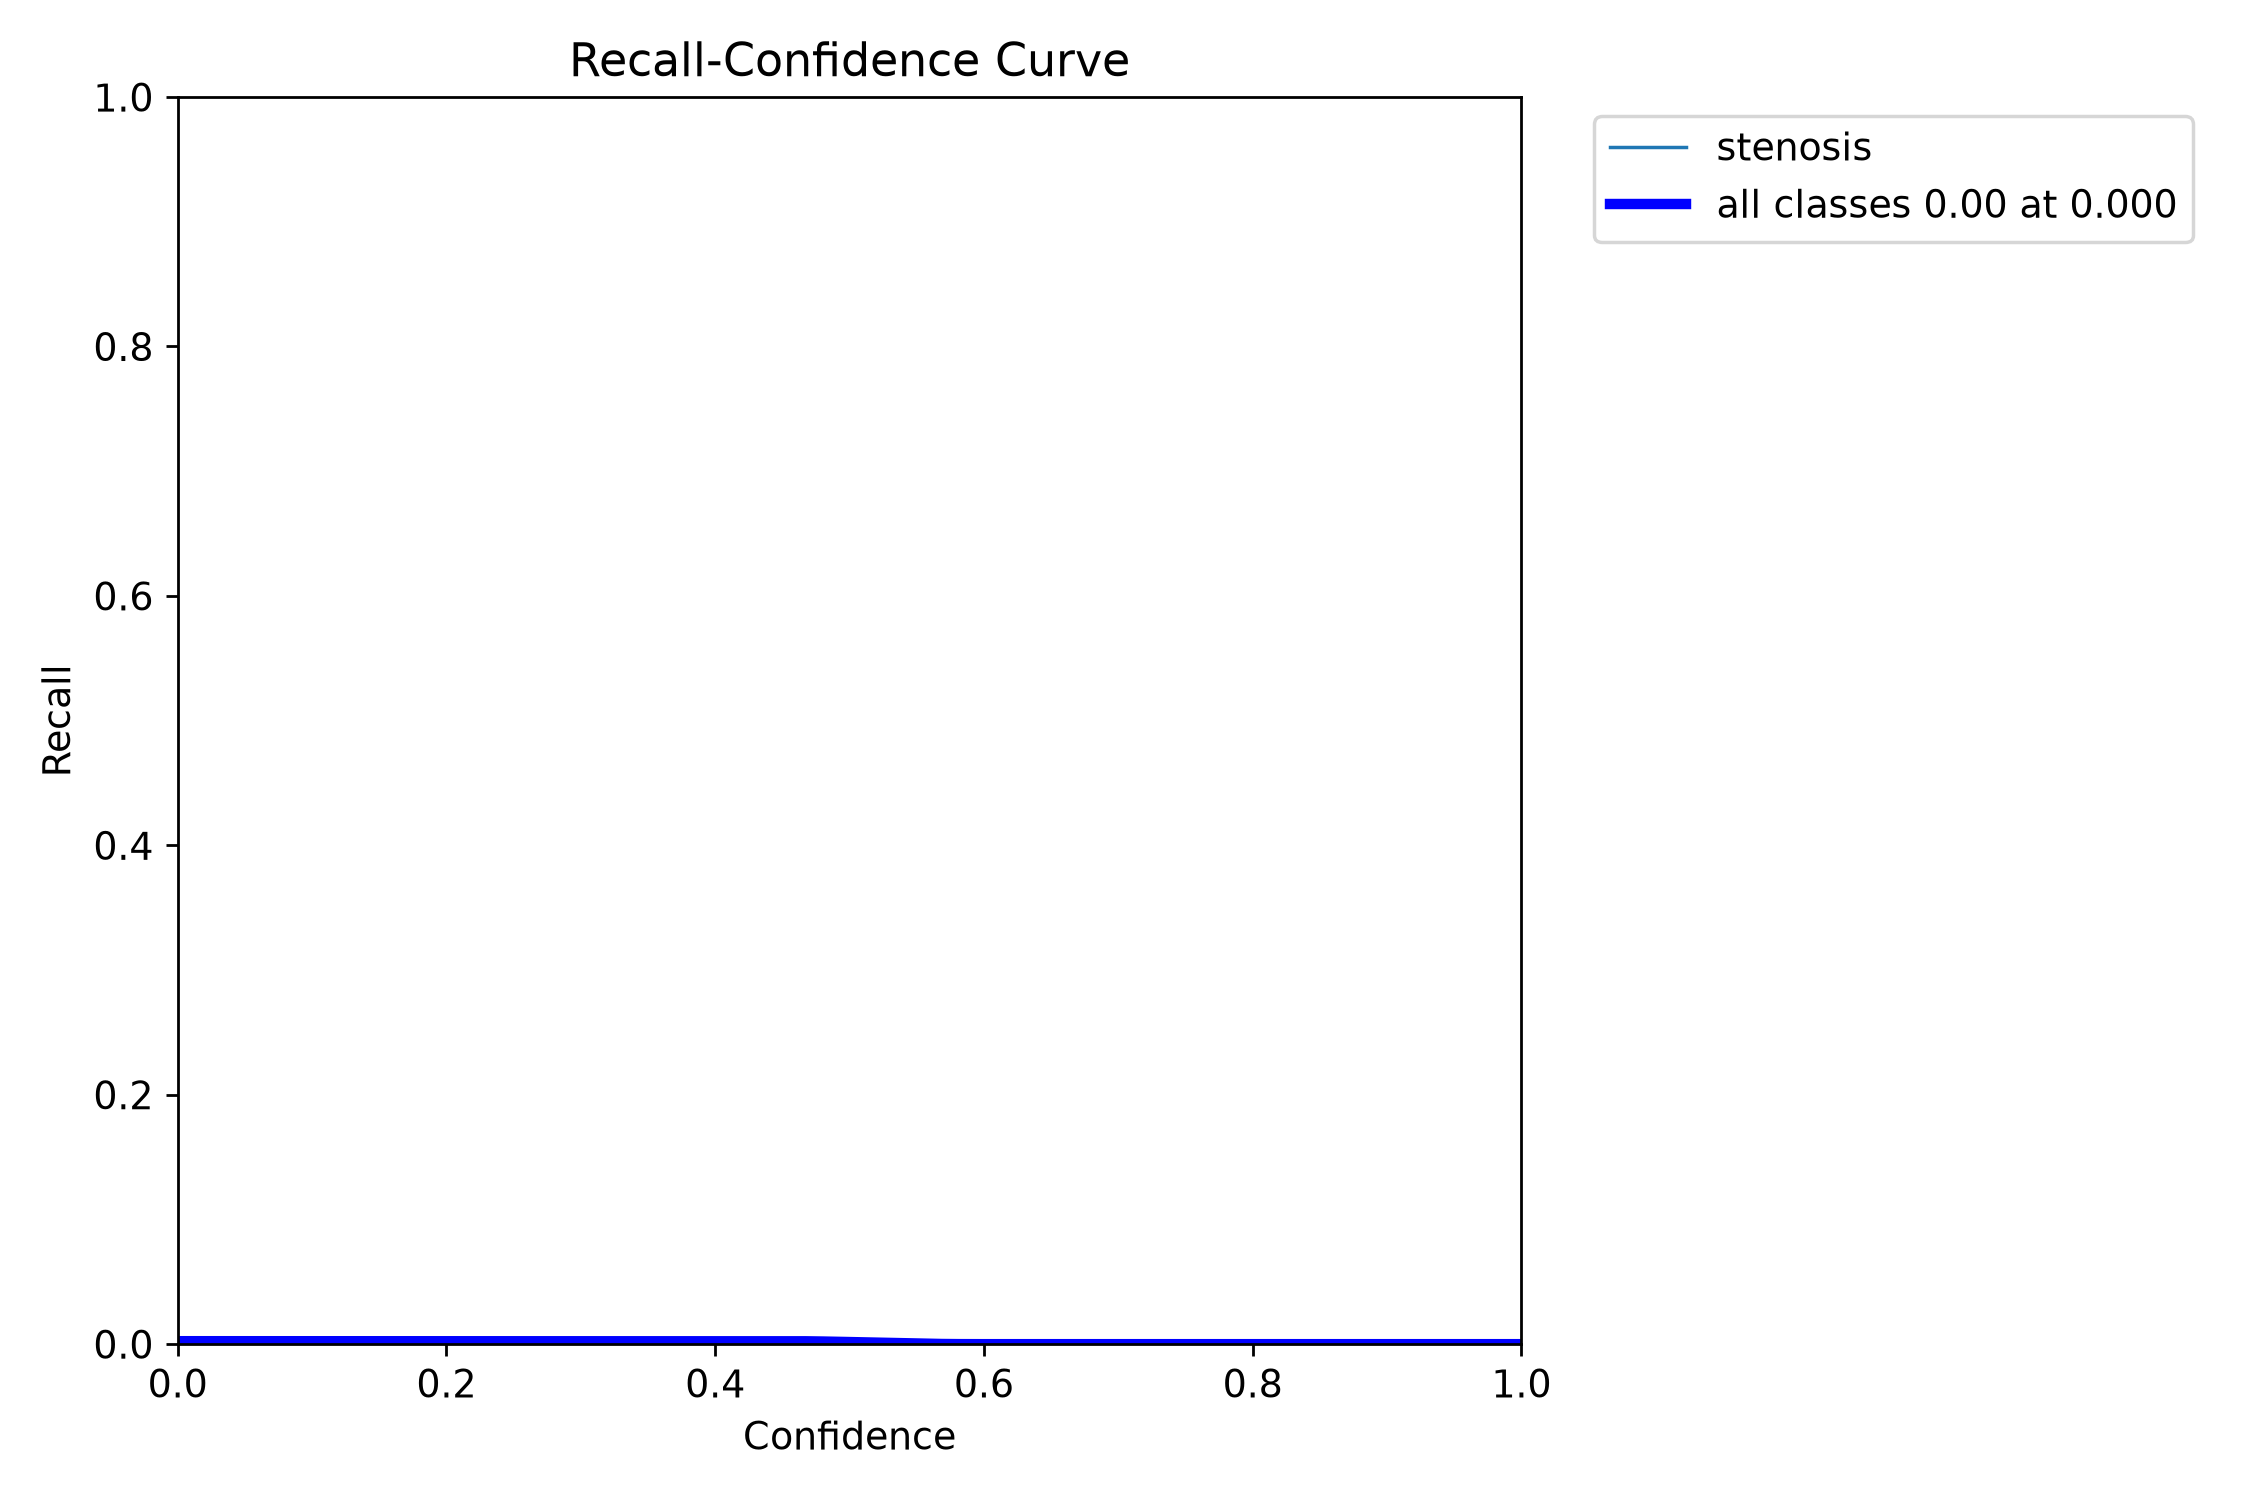 Recall-Confidence Curve
1.0
0.8
0.6
0.4
0.2
0.0
Recall
0.0 0.2 0.4 0.6 0.8 1.0
Confidence
stenosis
all classes 0.00 at 0.000